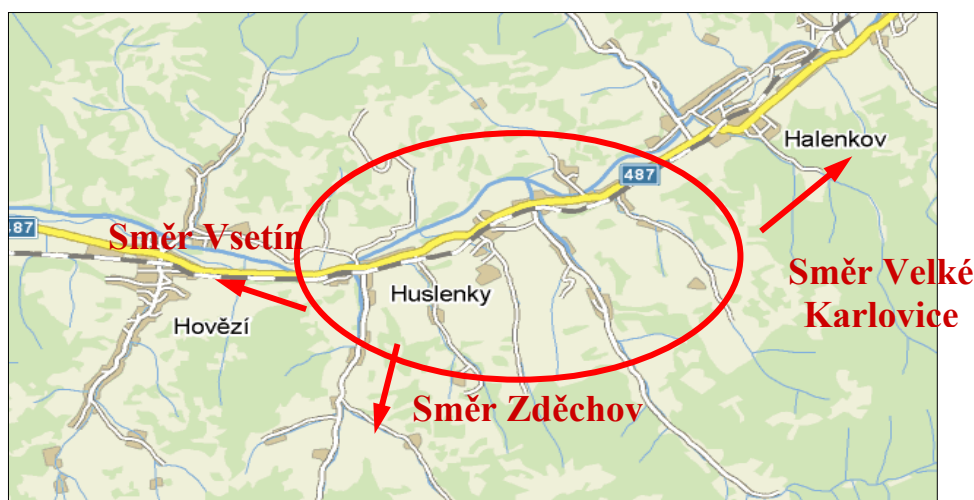 Halenkov
487
487
Směr Vsetín
Směr Velké
Karlovice
Huslenky
Hovězí
Směr Zděchov